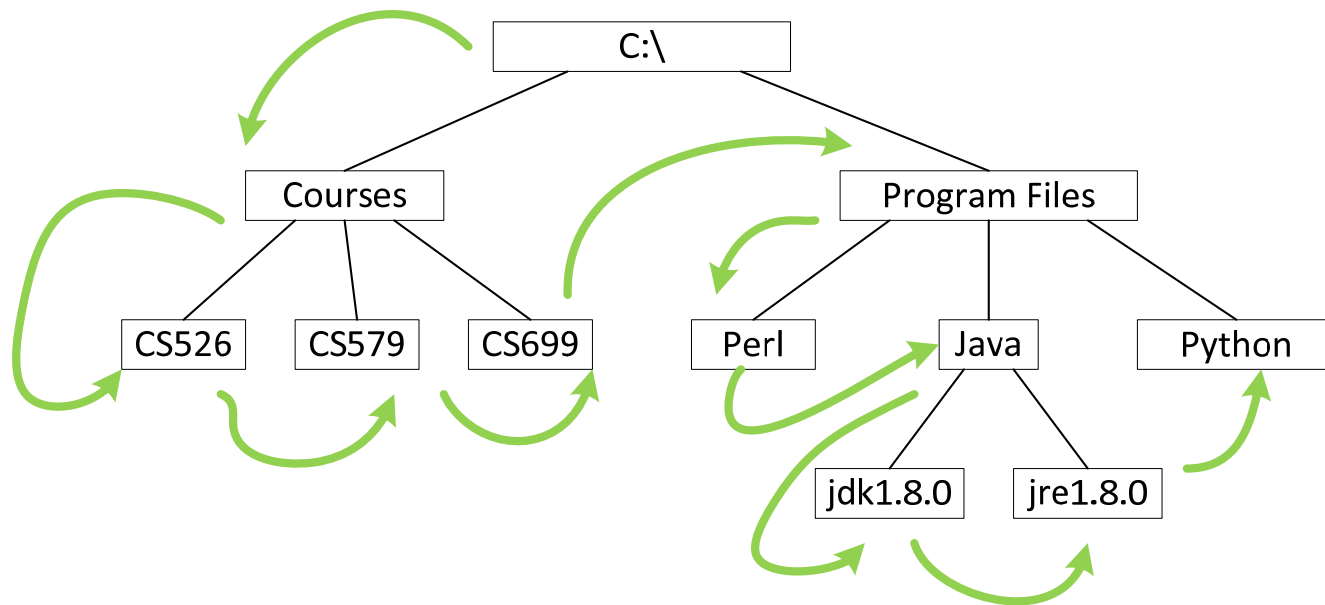 C:\
Courses
Program Files
CS526
CS579
CS699
Perl
Java
Python
jdk1.8.0
jre1.8.0